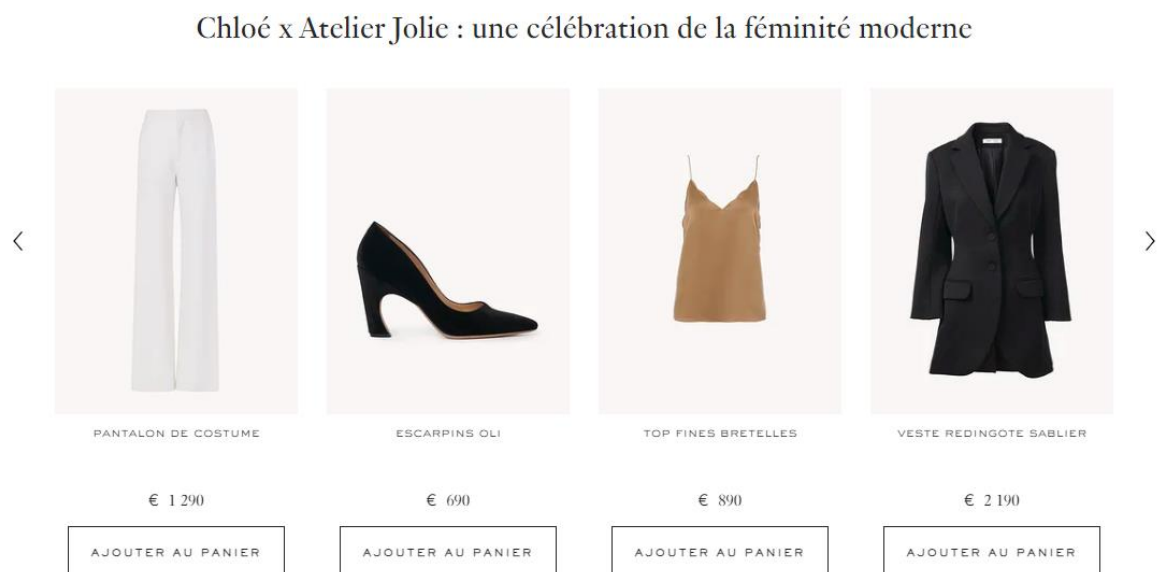 Chloé x Atelier Jolie : une célébration de la féminité moderne
PANTALON DE COSTUME
ESCARPINS OLI
TOP FINES BRETELLES
VESTE REDINGOTE SABLIER
€ 1 290
€ 690
€ 890
€ 2 190
AJOUTER AU PANIER
AJOUTER AU PANIER
AJOUTER AU PANIER
AJOUTER AU PANIER